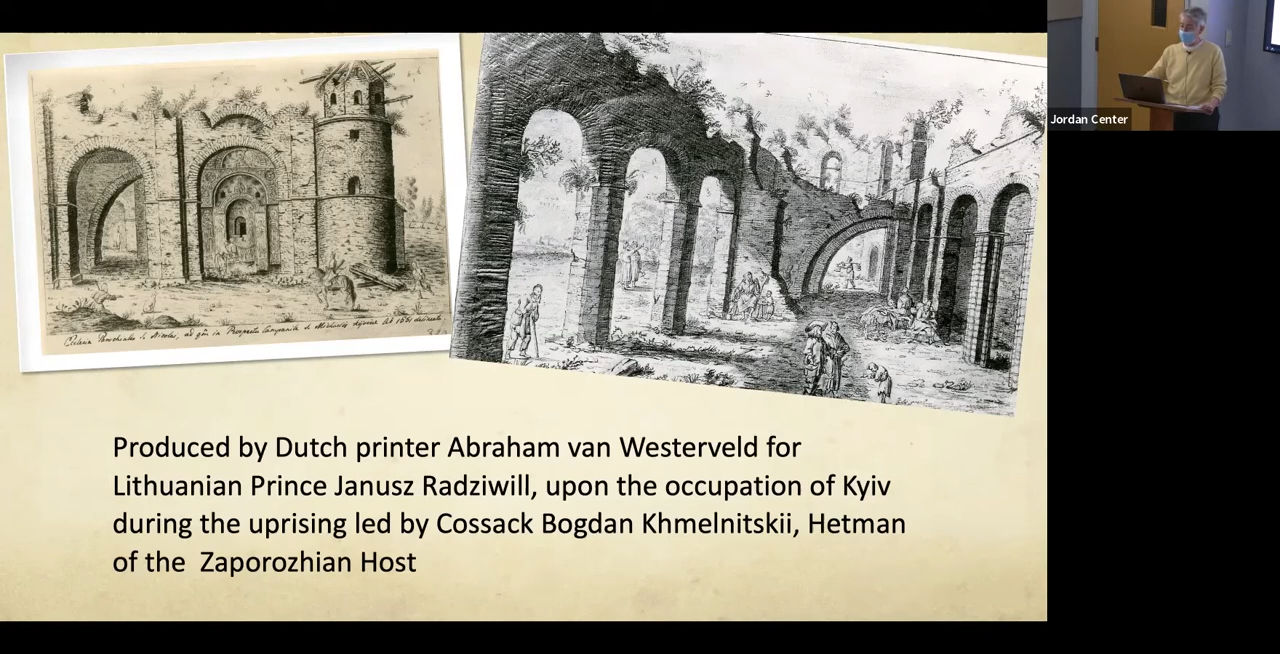 Jordan Center
Produced by Dutch printer Abraham van Westerveld for
Lithuanian Prince Janusz Radziwill, upon the occupation of Kyiv
during the uprising led by Cossack Bogdan Khmelnitskii, Hetman
of the Zaporozhian Host